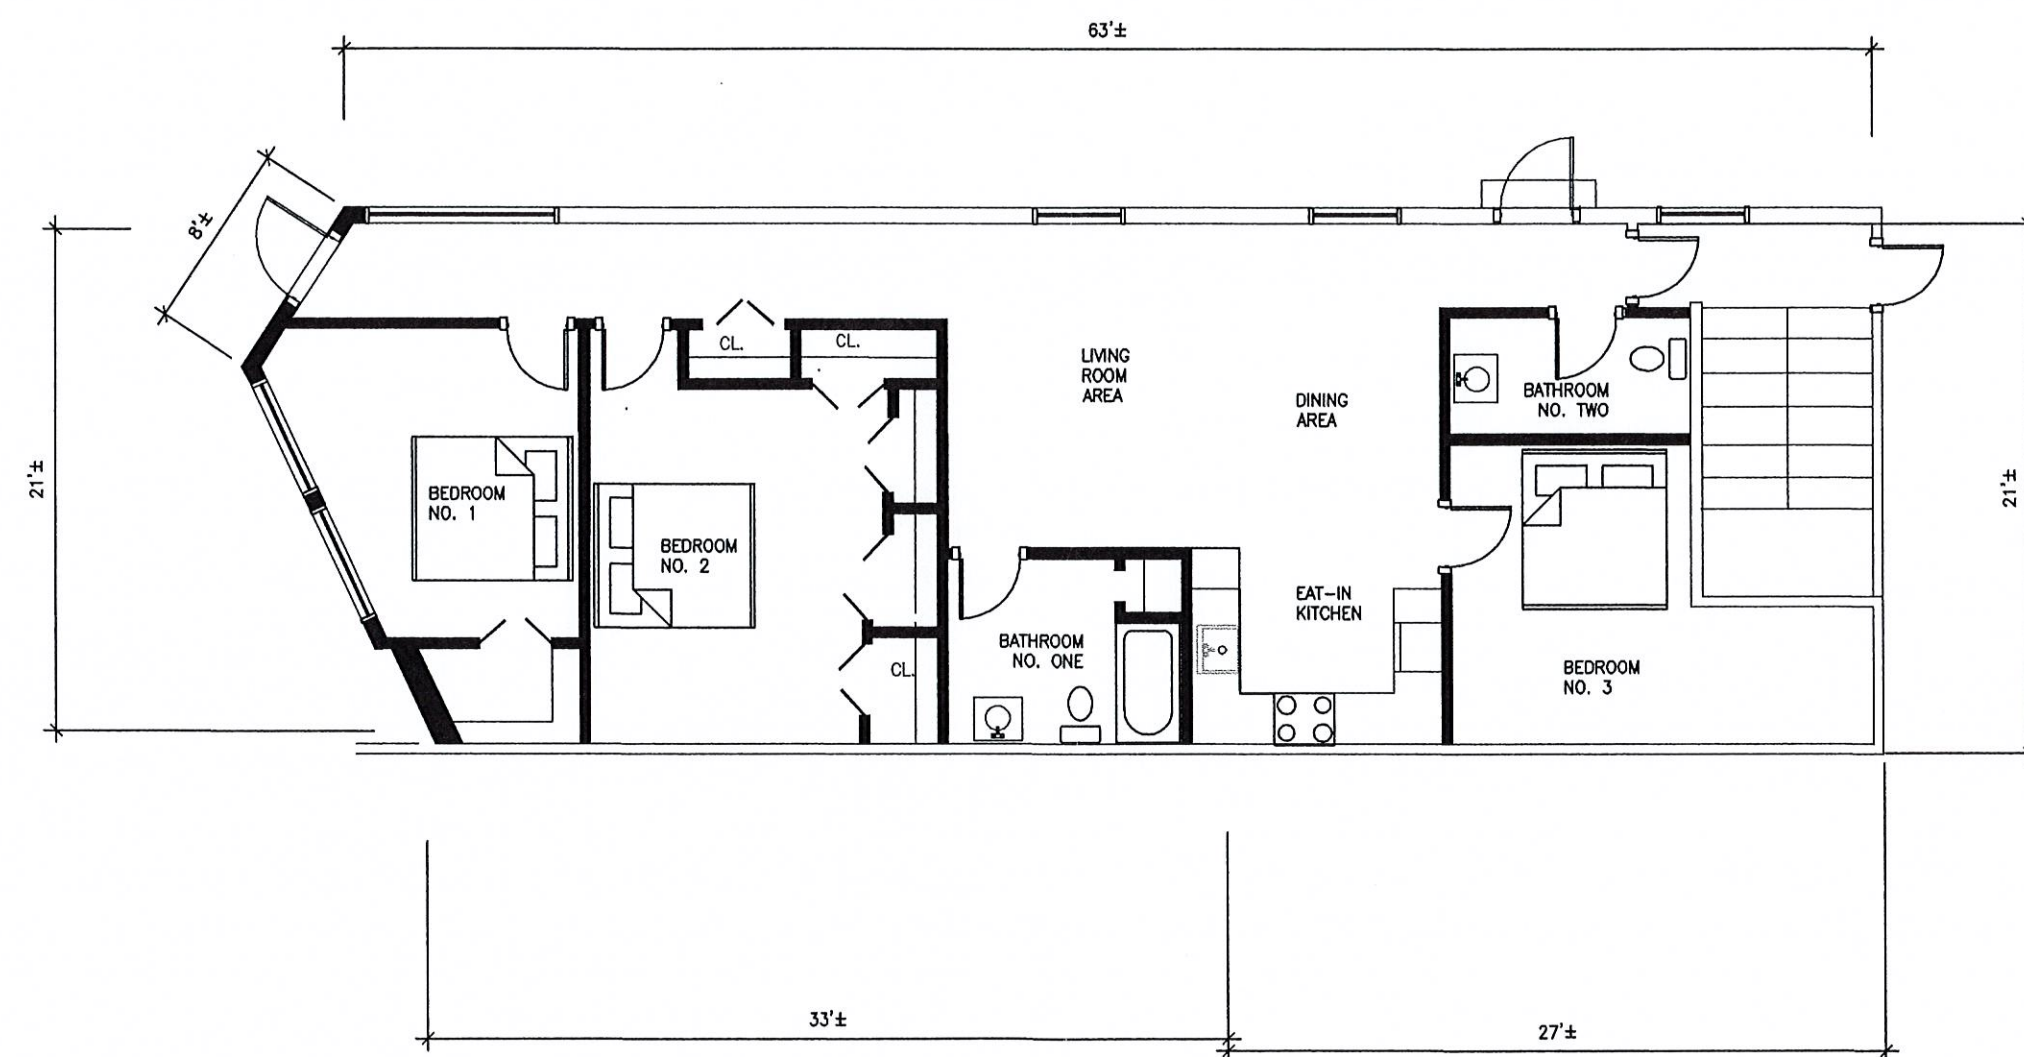 63'±
8'±
21'±
CL.
CL.
LIVING
ROOM
AREA
DINING
AREA
BATHROOM
NO. TWO
21'±
BEDROOM
NO. 1
BEDROOM
NO. 2
EAT-IN
KITCHEN
BATHROOM
NO. ONE
CL.
BEDROOM
NO. 3
33'±
27'±